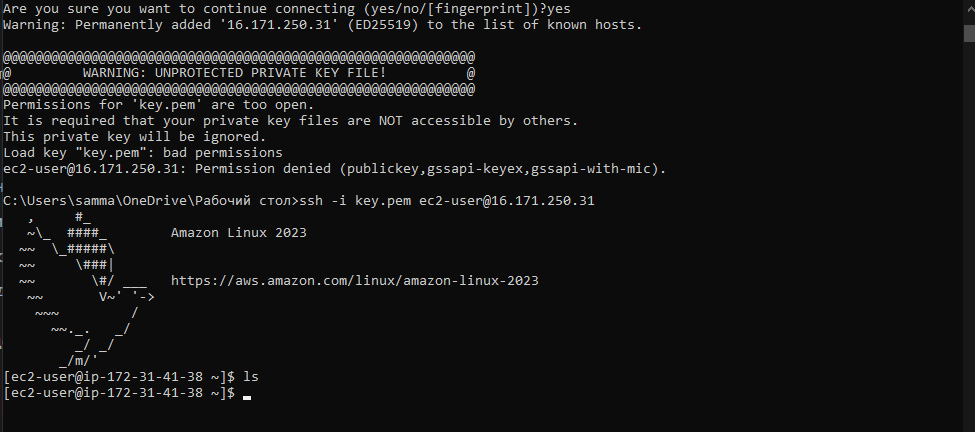 Are you sure you want to continue connecting (yes/no/[fingerprint])?yes
Warning: Permanently added '16.171.250.31' (ED25519) to the list of known hosts.
@@@@@@@@@@@@@@@@@@@@@@@@@@@@@@@@@@@@@@@@@@@@@@@@@@@@@@@@@@@
@         WARNING: UNPROTECTED PRIVATE KEY FILE!          @
@@@@@@@@@@@@@@@@@@@@@@@@@@@@@@@@@@@@@@@@@@@@@@@@@@@@@@@@@@@
Permissions for 'key.pem' are too open.
It is required that your private key files are NOT accessible by others.
This private key will be ignored.
Load key "key.pem": bad permissions
ec2-user@16.171.250.31: Permission denied (publickey,gssapi-keyex,gssapi-with-mic).
C:\Users\samma\OneDrive\Рабочий стол>ssh -i key.pem ec2-user@16.171.250.31
   ,     #_
   ~\_  ####_        Amazon Linux 2023
  ~~  \_#####\
  ~~     \###|
  ~~       \#/ ___   https://aws.amazon.com/linux/amazon-linux-2023
   ~~       V~' '->
    ~~~         /
      ~~._.   _/
         _/ _/
       _/m/'
[ec2-user@ip-172-31-41-38 ~]$ ls
[ec2-user@ip-172-31-41-38 ~]$